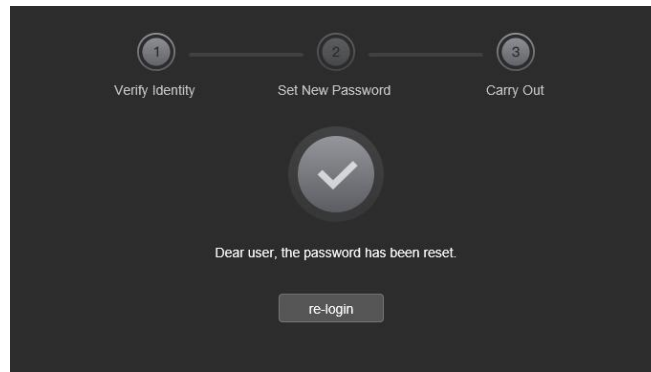 1 2 3
Verify Identity Set New Password Carry Out
Dear user, the password has been reset.
re-login